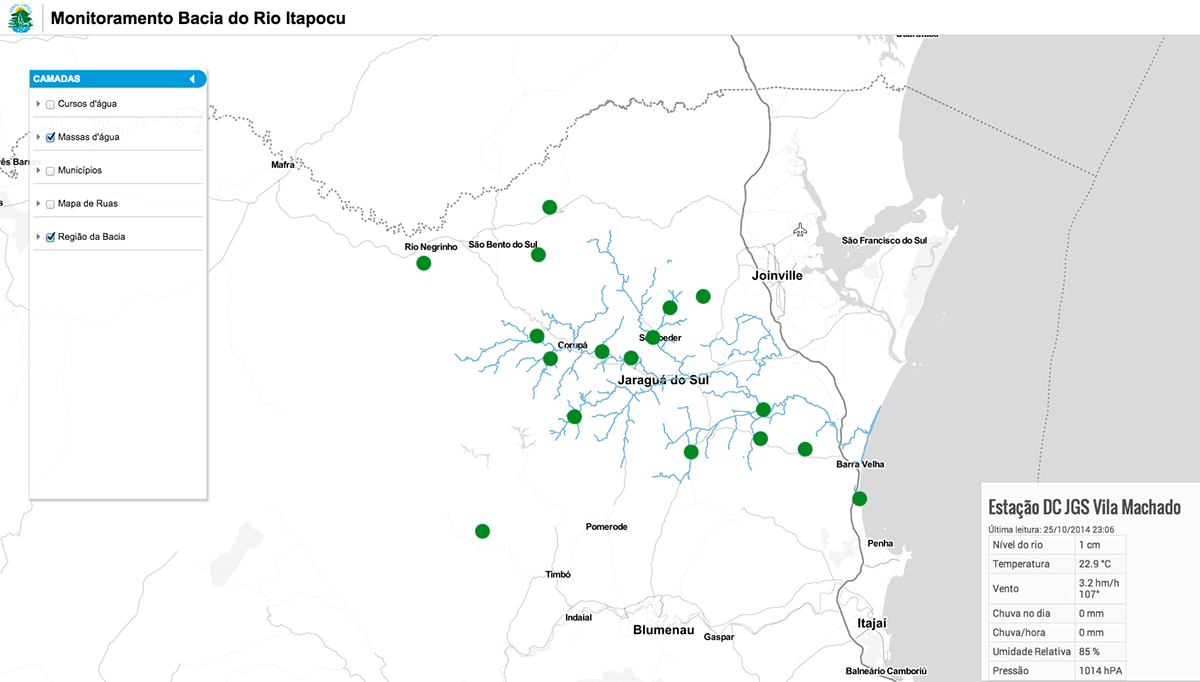 Monitoramento Bacia do Rio Itapocu
CAMADAS
Cursos d'água
Massas d'água
Municípios
Mapa de Ruas
Região da Bacia
Mafra
Rio Negrinho
São Bento do Sul
São Francisco do Sul
Joinville
Corupá
Jaraguá do Sul
Barra Velha
Pomerode
Penha
Timbó
Indaial
Blumenau
Gaspar
Itajaí
Balneário Camboriú
Estação DC JGS Vila Machado
Última leitura: 25/10/2014 23:06
Nível do rio 1 cm
Temperatura 22.9 °C
Vento 3.2 hm/h
107°
Chuva no dia 0 mm
Chuva/hora 0 mm
Umidade Relativa 85 %
Pressão 1014 hPA